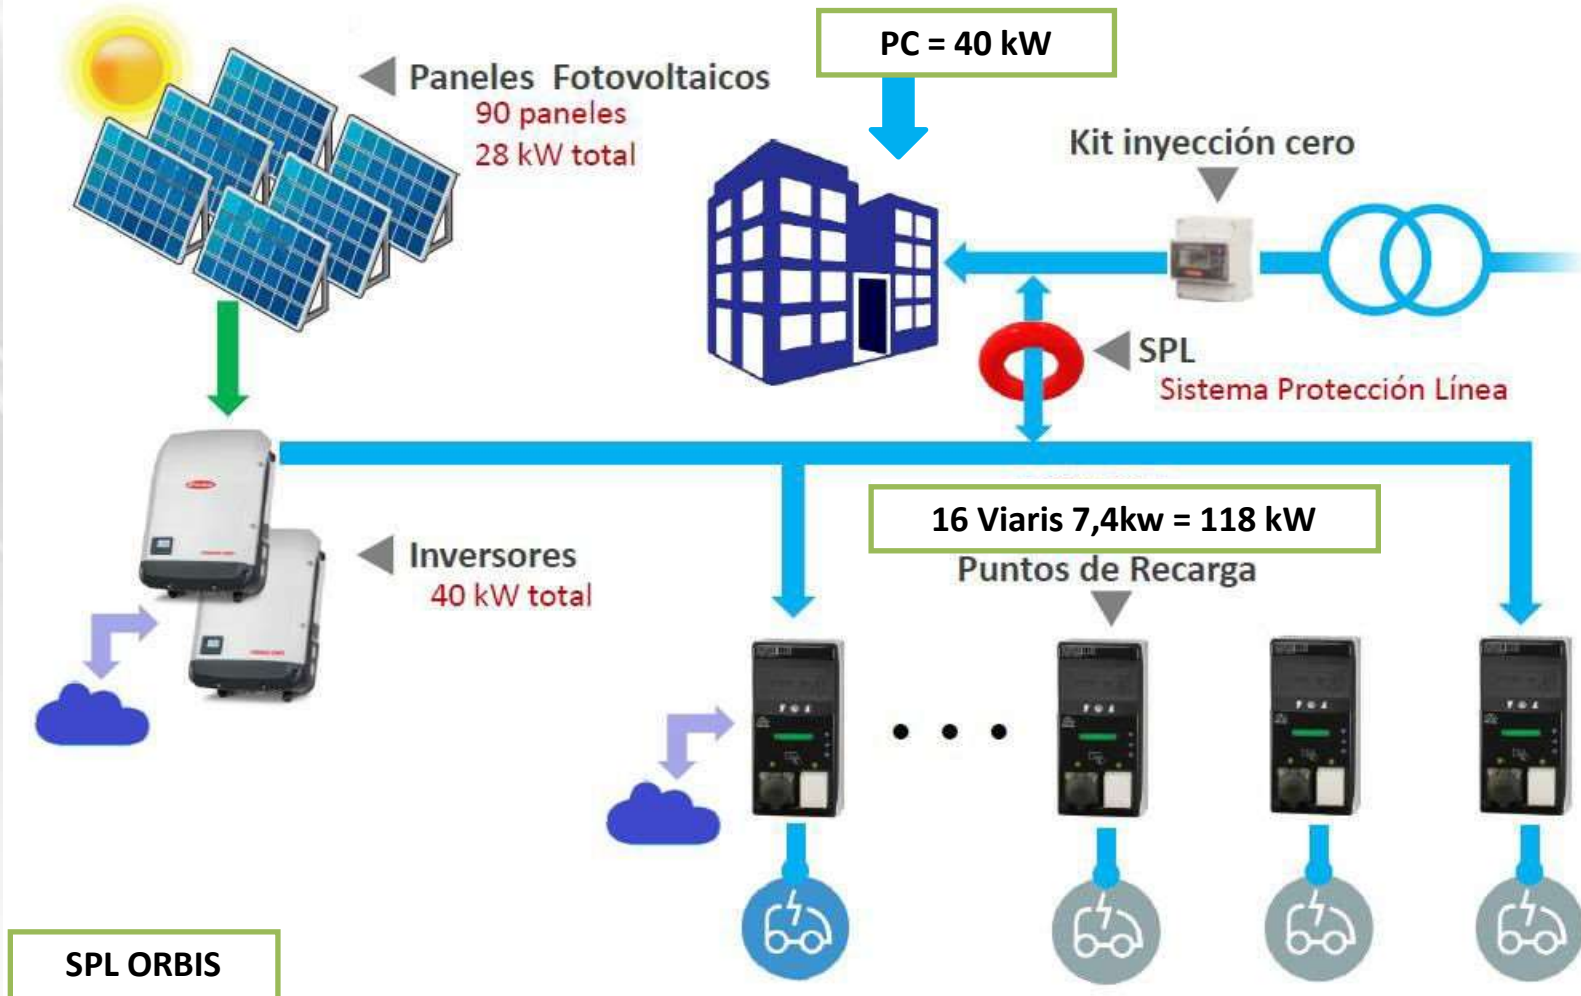 PC = 40 kW
Paneles Fotovoltaicos
90 paneles
28 kW total
Kit inyección cero
SPL
Sistema Protección Línea
16 Viaris 7,4kw = 118 kW
Puntos de Recarga
Inversores
40 kW total
SPL ORBIS